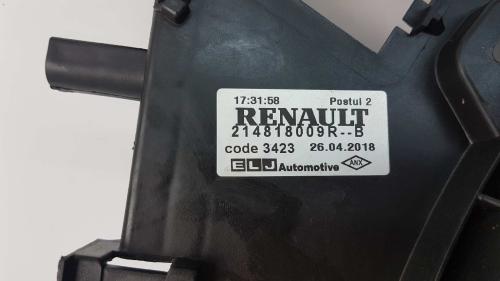 17:31:58 Postul 2
RENAULT
214818009R--B
code 3423 26.04.2018
ELJ Automotive ANX